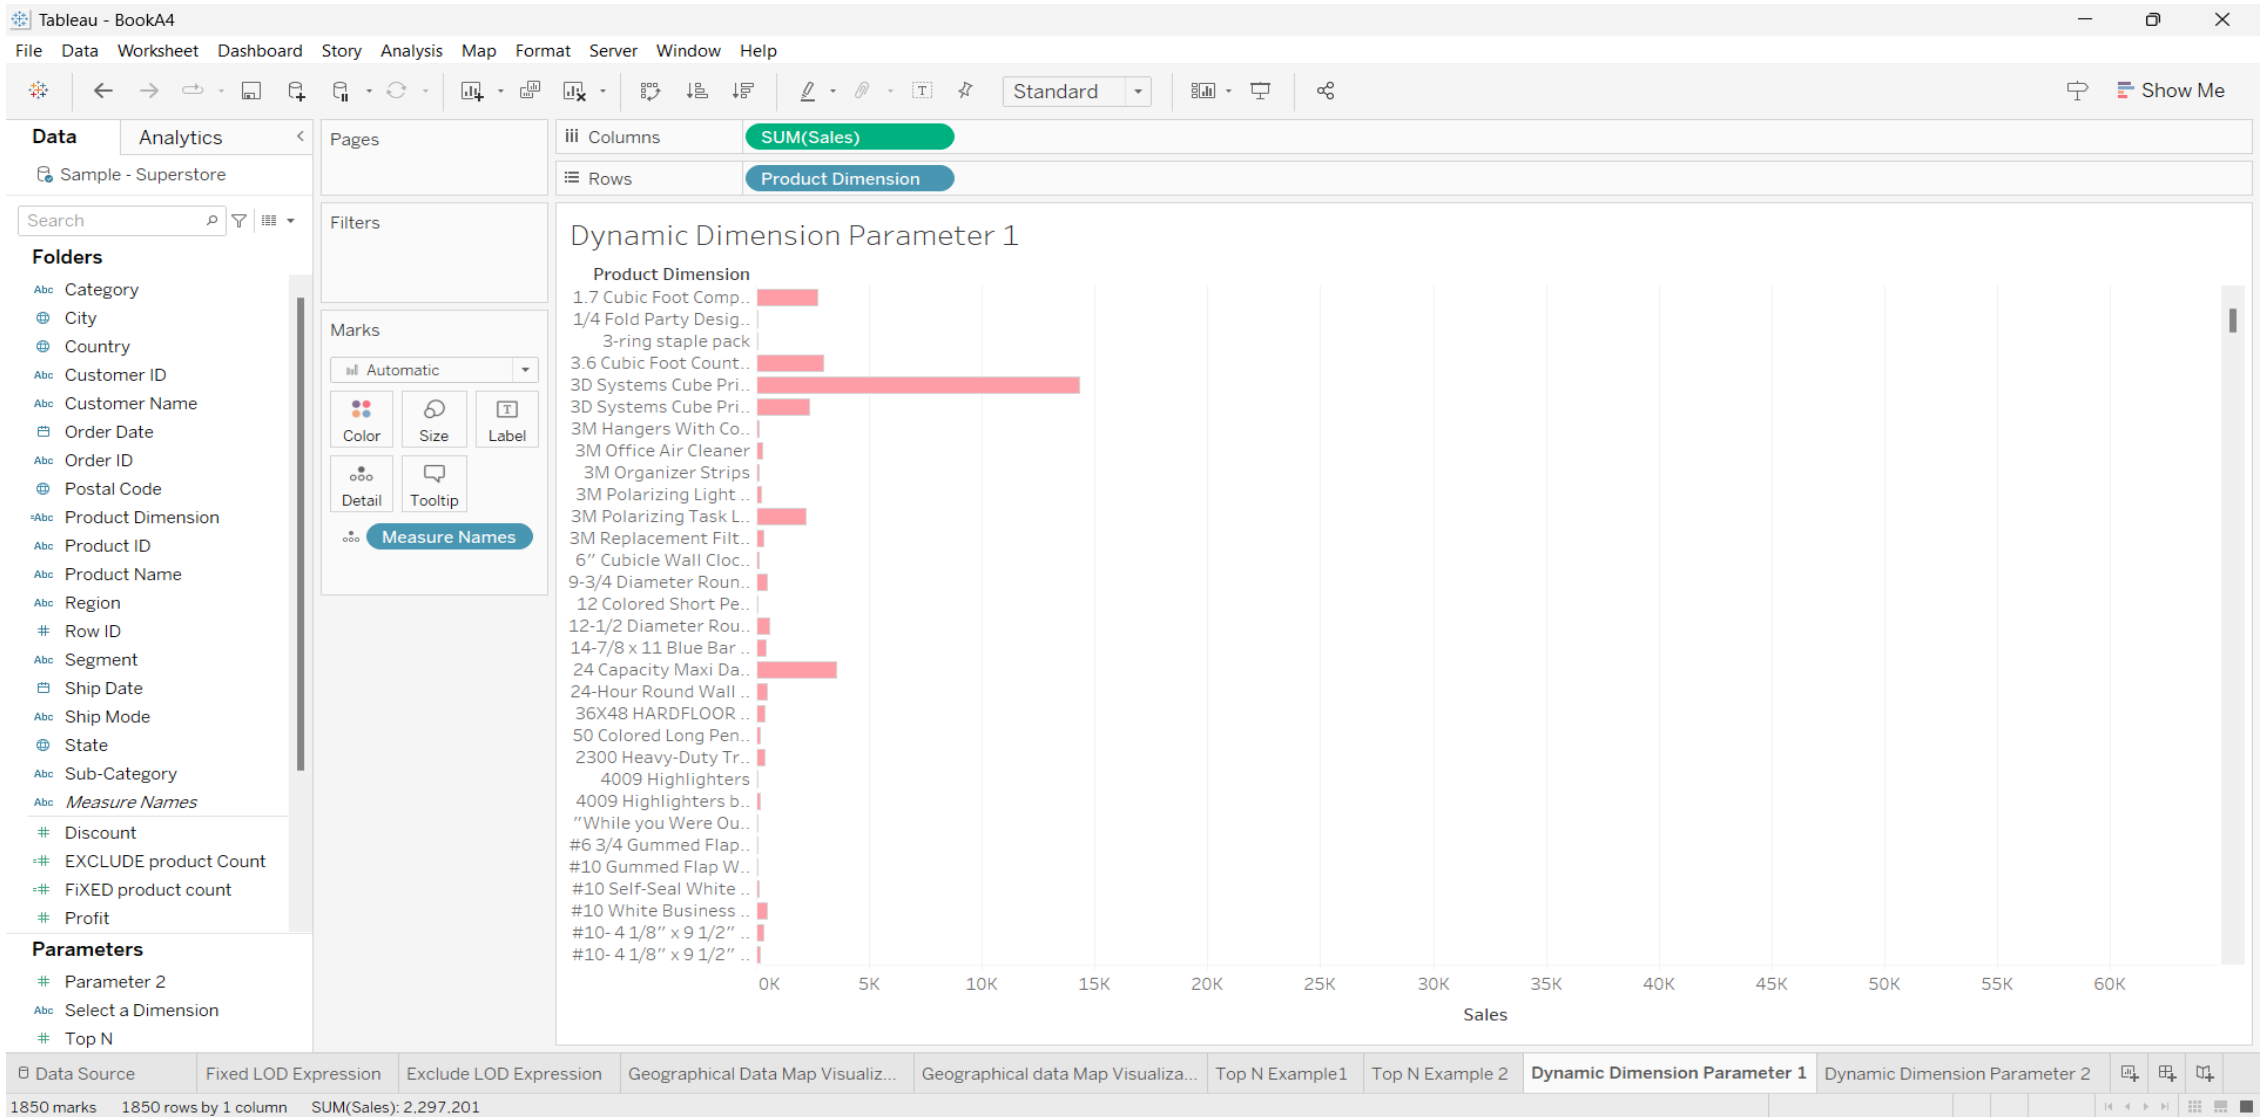 Tableau - BookA4
File Data Worksheet Dashboard Story Analysis Map Format Server Window Help
Standard
Show Me
Data
Analytics
Sample - Superstore
Search
Folders
Abc Category
City
Country
Abc Customer ID
Abc Customer Name
Order Date
Abc Order ID
Postal Code
=Abc Product Dimension
Abc Product ID
Abc Product Name
Abc Region
# Row ID
Abc Segment
Ship Date
Abc Ship Mode
State
Abc Sub-Category
Abc Measure Names
# Discount
=# EXCLUDE product Count
=# FiXED product count
# Profit
Parameters
# Parameter 2
Abc Select a Dimension
# Top N
Pages
Filters
Marks
Automatic
Color Size Label
Detail Tooltip
Measure Names
Columns SUM(Sales)
Rows Product Dimension
Dynamic Dimension Parameter 1
Product Dimension
1.7 Cubic Foot Comp..
1/4 Fold Party Desig..
3-ring staple pack
3.6 Cubic Foot Count..
3D Systems Cube Pri..
3D Systems Cube Pri..
3M Hangers With Co..
3M Office Air Cleaner
3M Organizer Strips
3M Polarizing Light ..
3M Polarizing Task L..
3M Replacement Filt..
6" Cubicle Wall Cloc..
9-3/4 Diameter Roun..
12 Colored Short Pe..
12-1/2 Diameter Rou..
14-7/8 x 11 Blue Bar ..
24 Capacity Maxi Da..
24-Hour Round Wall ..
36X48 HARDFLOOR ..
50 Colored Long Pen..
2300 Heavy-Duty Tr..
4009 Highlighters
4009 Highlighters b..
"While you Were Ou..
#6 3/4 Gummed Flap..
#10 Gummed Flap W..
#10 Self-Seal White ..
#10 White Business ..
#10- 4 1/8" x 9 1/2" ..
#10- 4 1/8" x 9 1/2" ..
0K 5K 10K 15K 20K 25K 30K 35K 40K 45K 50K 55K 60K
Sales
Data Source Fixed LOD Expression Exclude LOD Expression Geographical Data Map Visualiz... Geographical data Map Visualiza... Top N Example1 Top N Example 2 Dynamic Dimension Parameter 1 Dynamic Dimension Parameter 2
1850 marks 1850 rows by 1 column SUM(Sales): 2,297,201